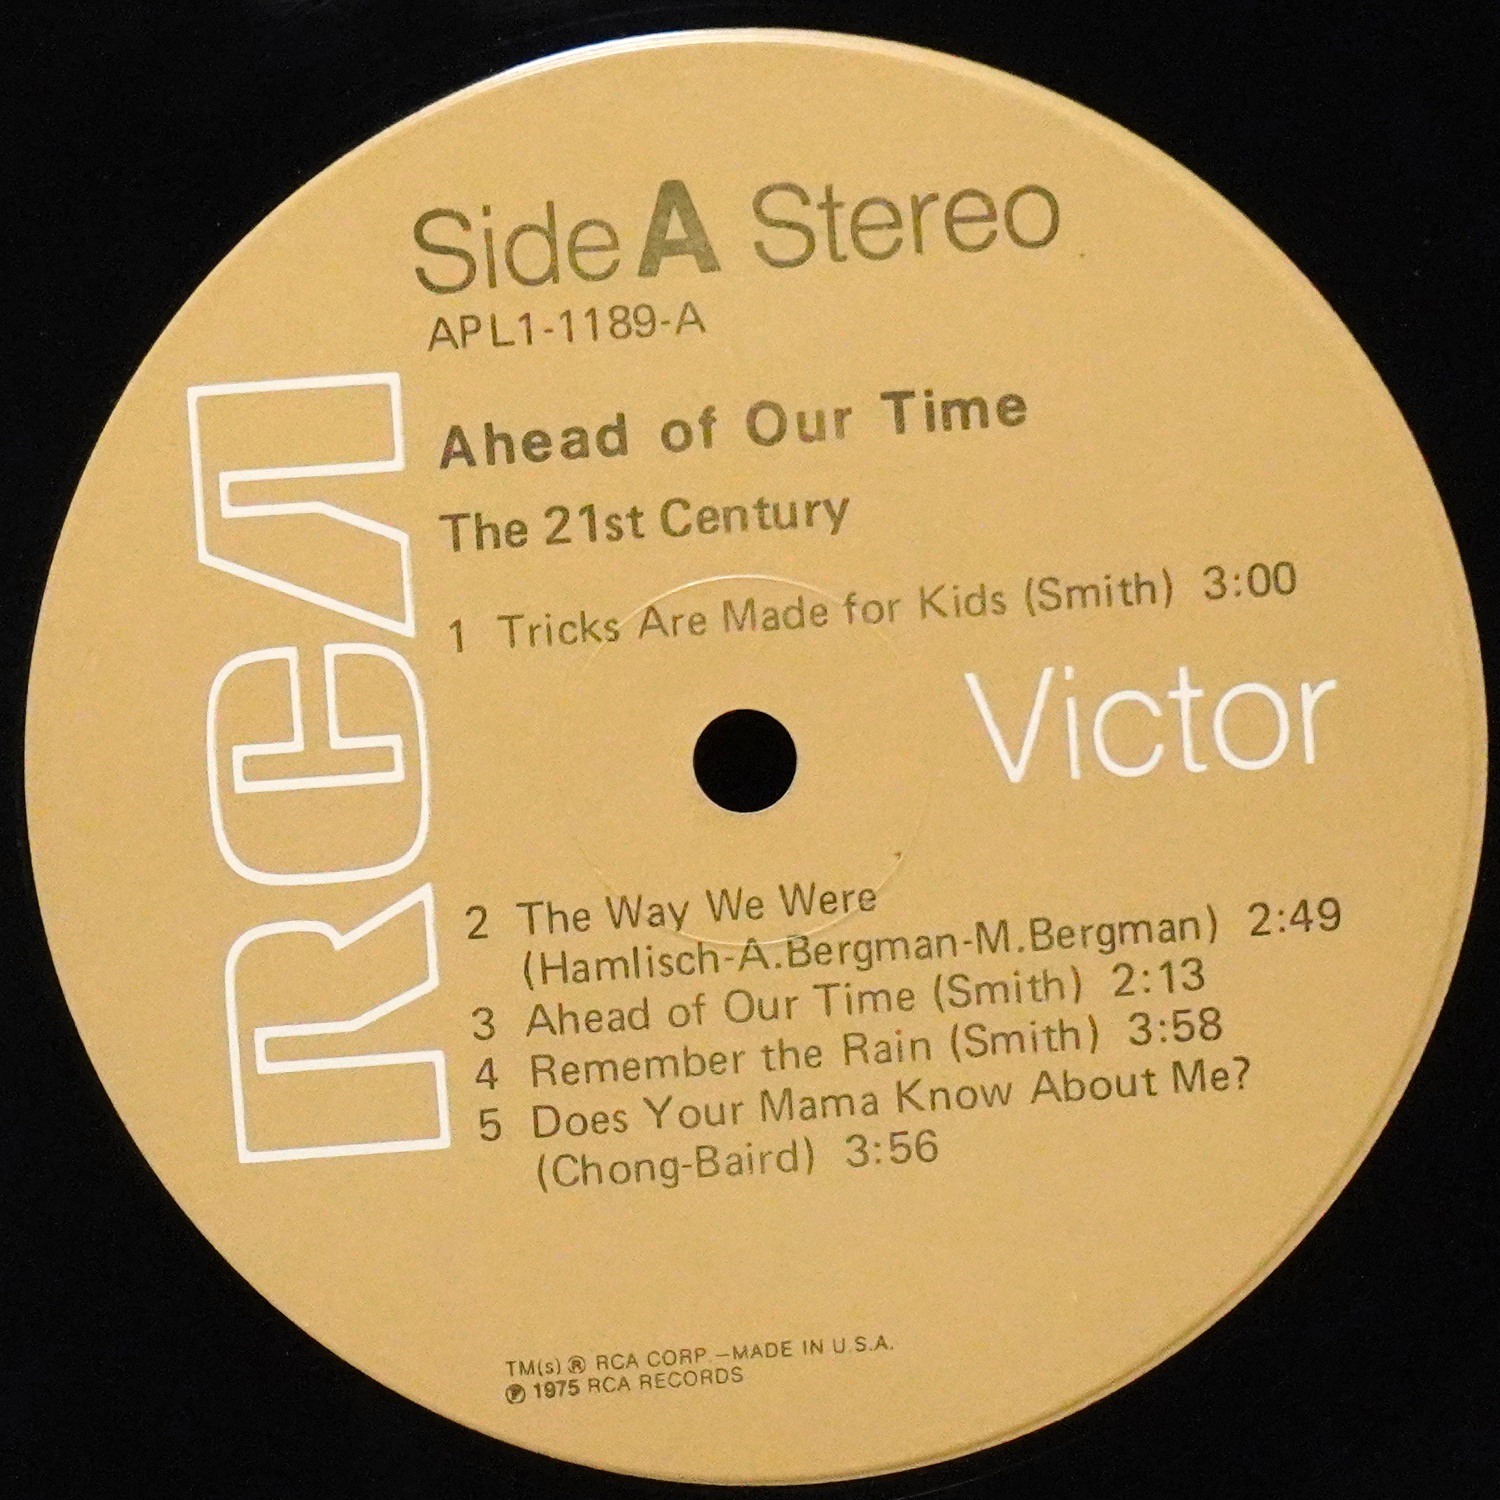 Side A Stereo
APL1-1189-A
Ahead of Our Time
The 21st Century
1 Tricks Are Made for Kids (Smith) 3:00
RCA
Victor
2 The Way We Were
(Hamlisch-A.Bergman-M.Bergman) 2:49
3 Ahead of Our Time (Smith) 2:13
4 Remember the Rain (Smith) 3:58
5 Does Your Mama Know About Me?
(Chong-Baird) 3:56
TM(s) ® RCA CORP.—MADE IN U.S.A.
℗ 1975 RCA RECORDS